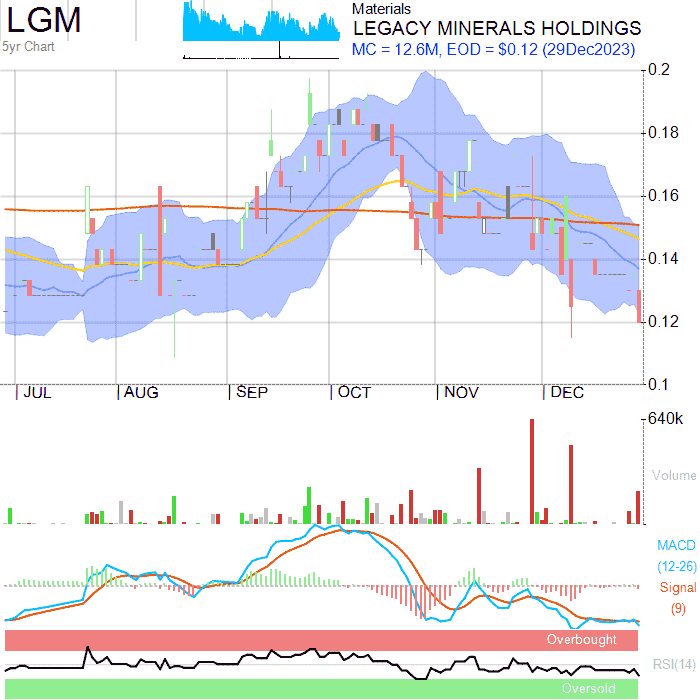 LGM
5yr Chart
Materials
LEGACY MINERALS HOLDINGS
MC = 12.6M, EOD = $0.12 (29Dec2023)
0.2
0.18
0.16
0.14
0.12
0.1
JUL AUG SEP OCT NOV DEC
640k
Volume
MACD
(12-26)
Signal
(9)
Overbought
RSI(14)
Oversold